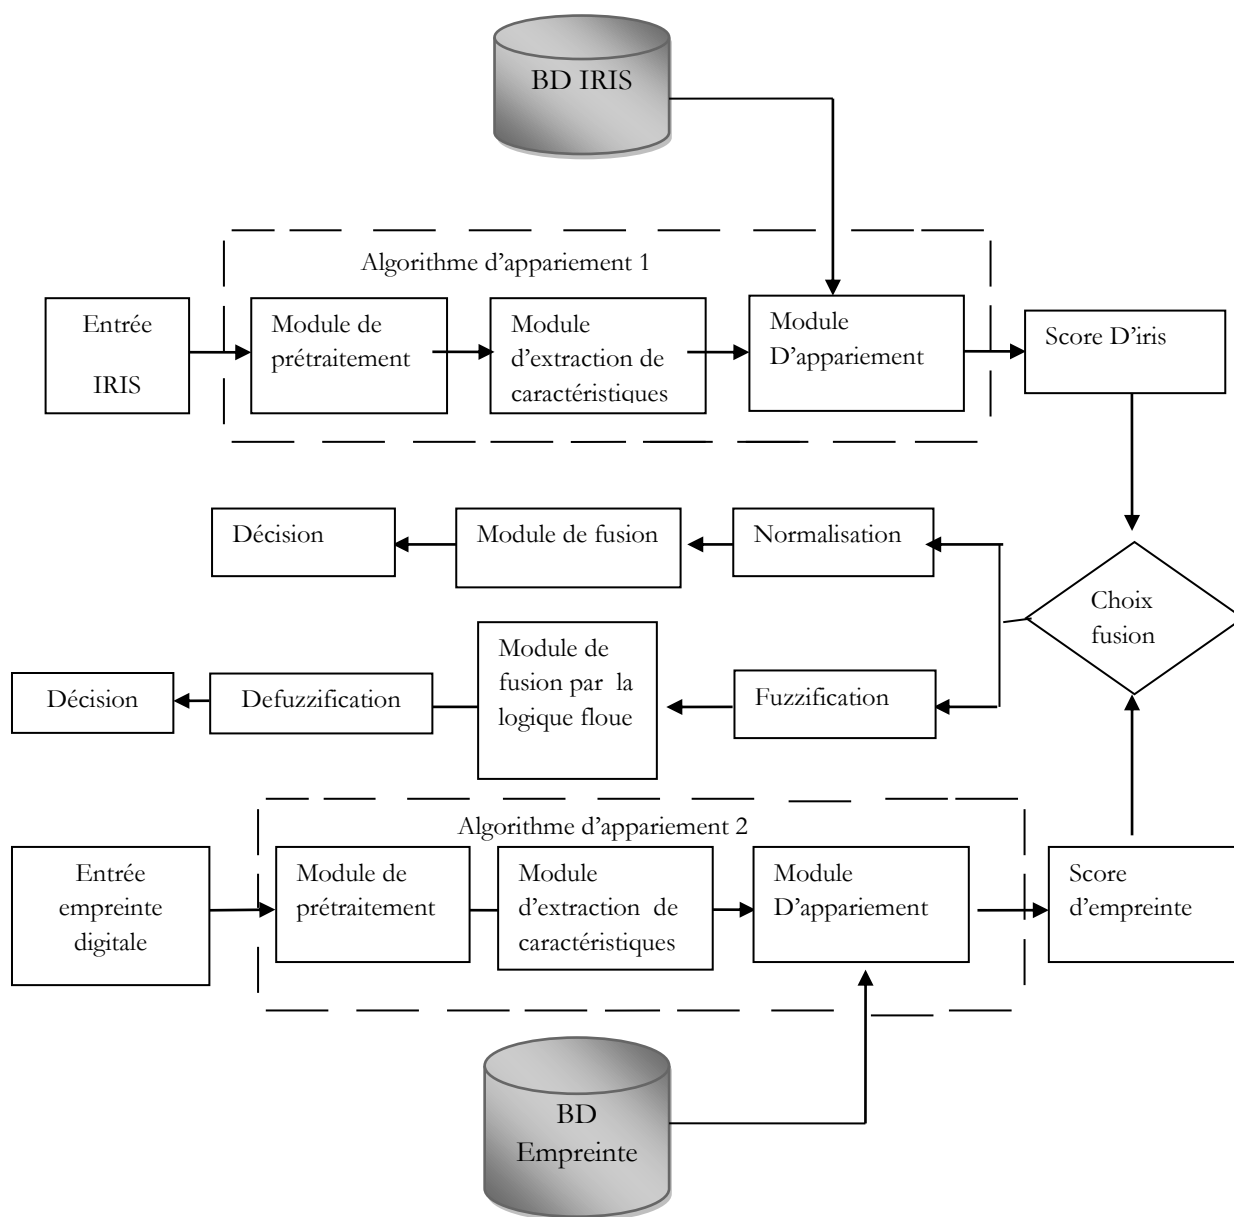 BD IRIS
Algorithme d’appariement 1
Entrée
IRIS
Module de
prétraitement
Module
d’extraction de
caractéristiques
Module
D’appariement
Score D’iris
Décision
Module de fusion
Normalisation
Choix
fusion
Décision
Defuzzification
Module de
fusion par la
logique floue
Fuzzification
Algorithme d’appariement 2
Entrée
empreinte
digitale
Module de
prétraitement
Module
d’extraction de
caractéristiques
Module
D’appariement
Score
d’empreinte
BD
Empreinte